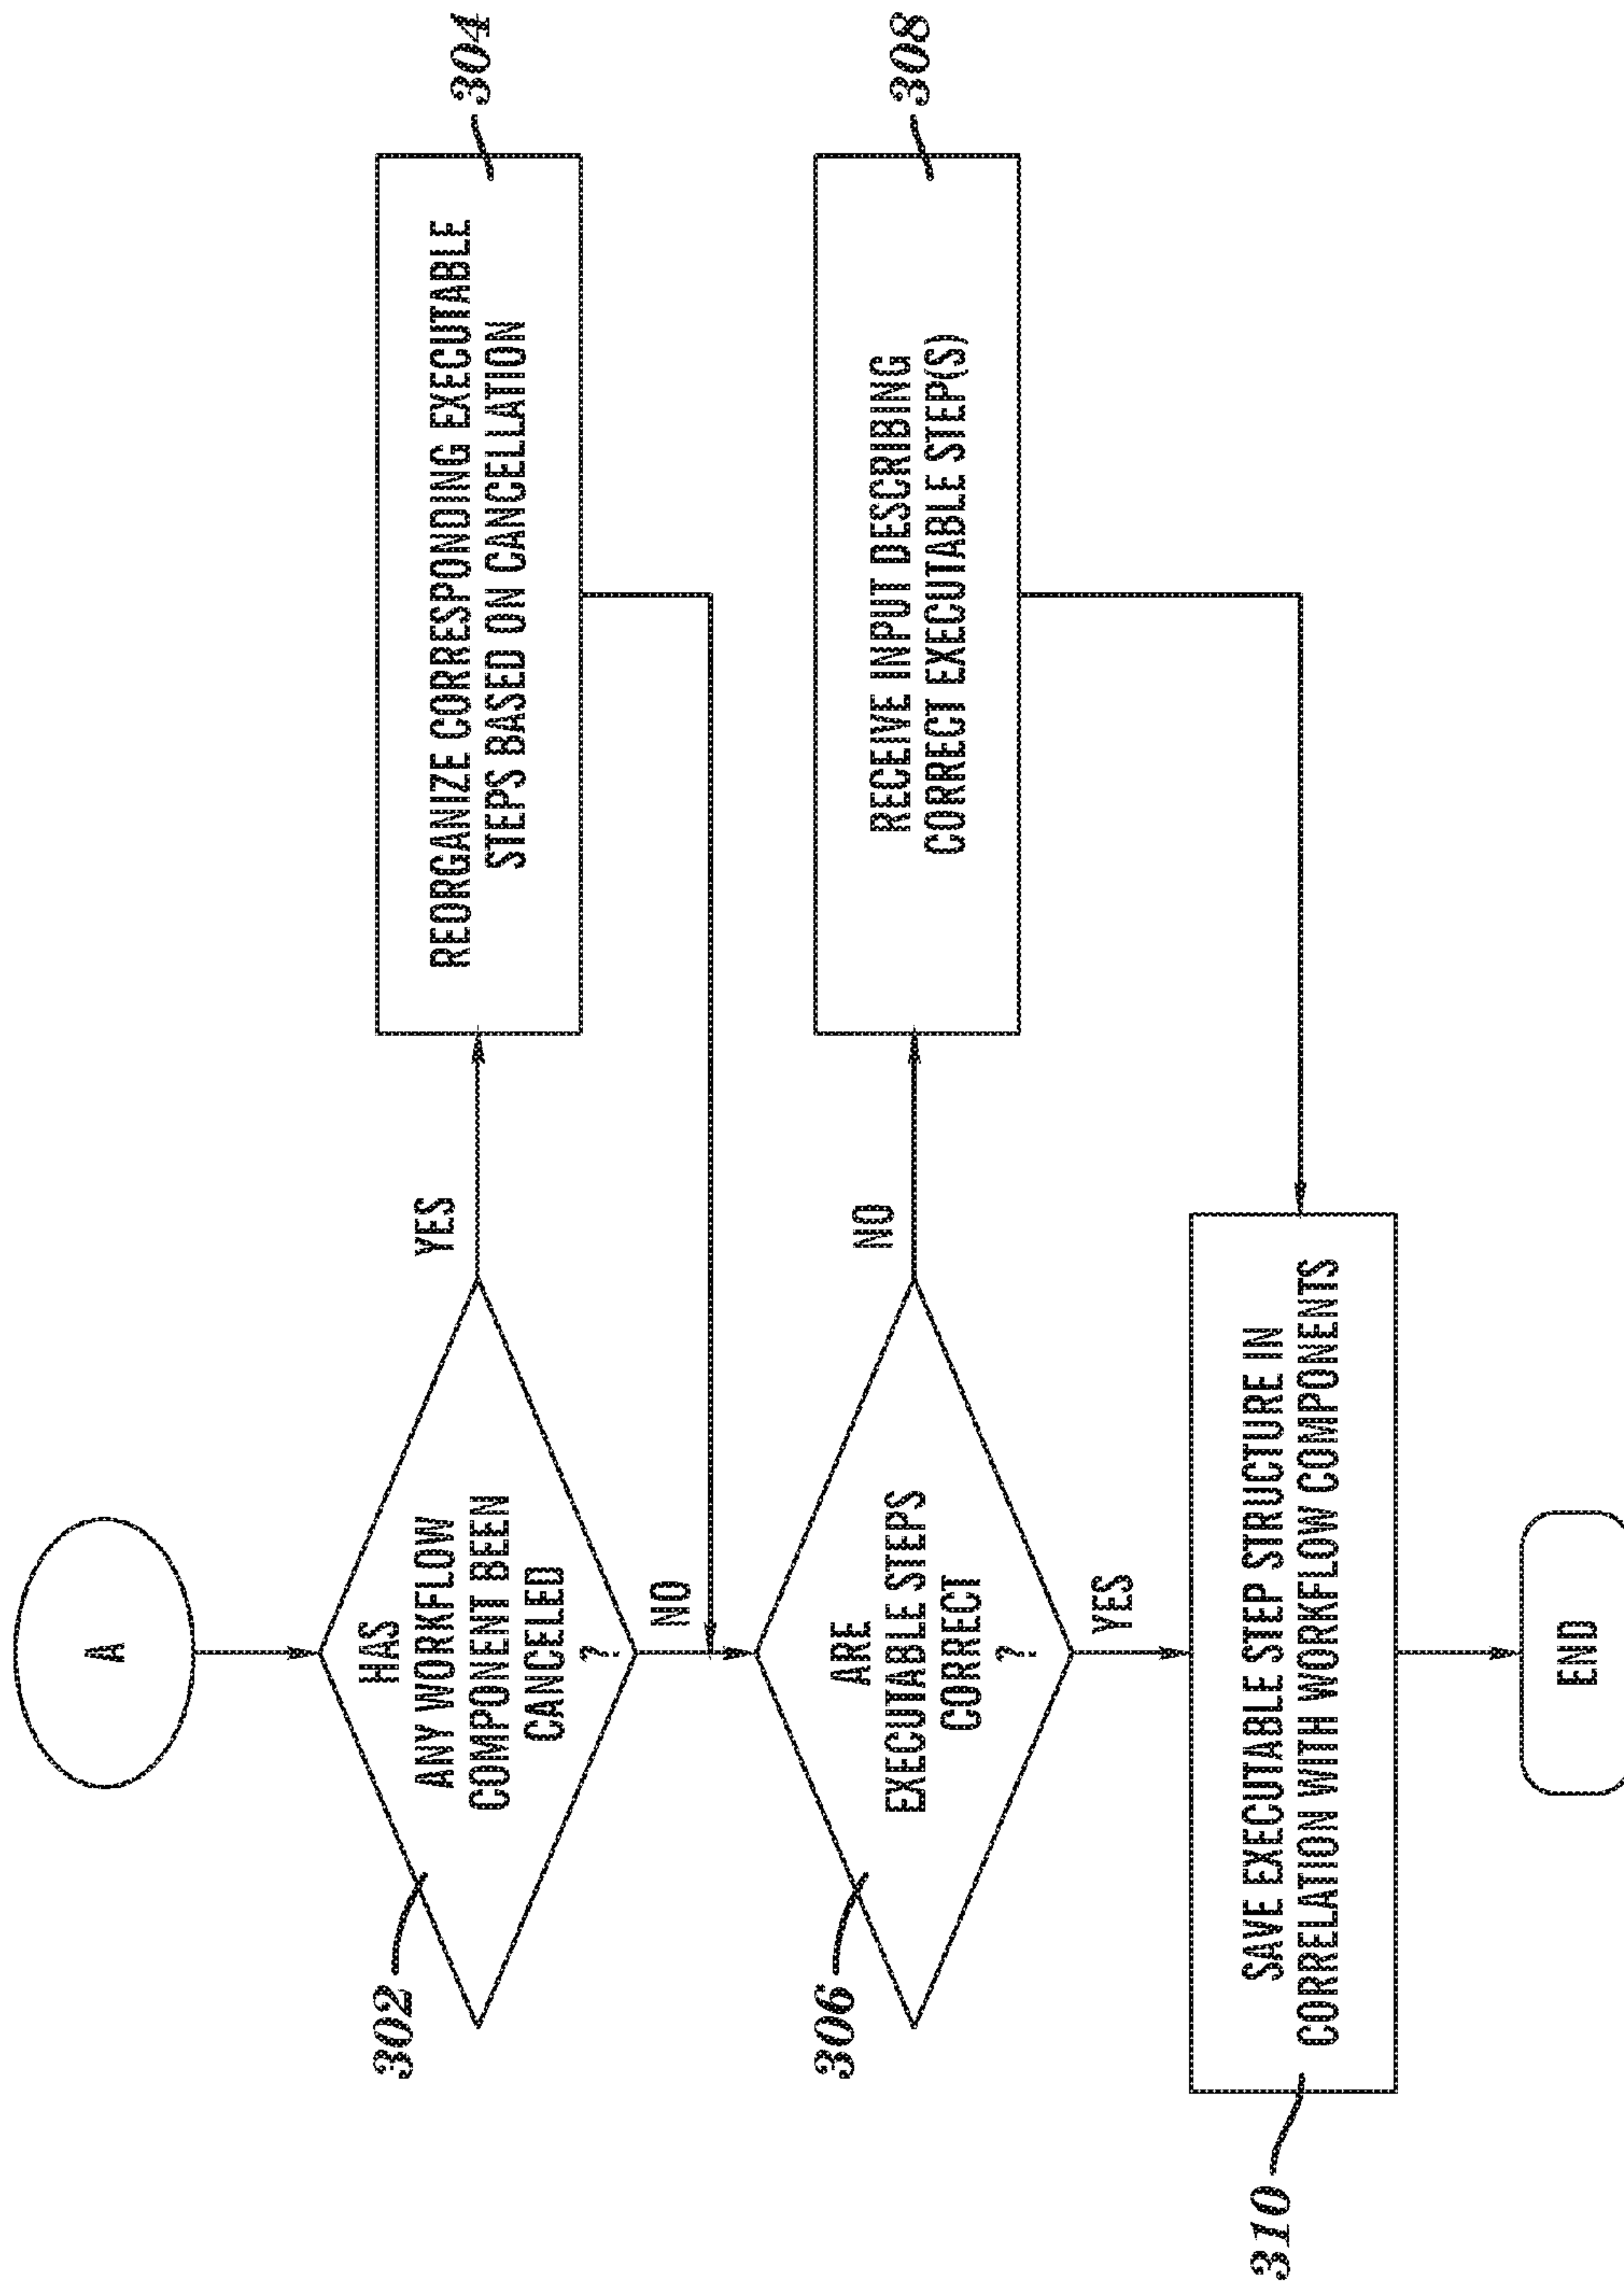 A
HAS
ANY WORKFLOW
COMPONENT BEEN
CANCELED
?
302
YES
REORGANIZE CORRESPONDING EXECUTABLE
STEPS BASED ON CANCELLATION
304
NO
ARE
EXECUTABLE STEPS
CORRECT
?
306
NO
RECEIVE INPUT DESCRIBING
CORRECT EXECUTABLE STEP(S)
308
YES
SAVE EXECUTABLE STEP STRUCTURE IN
CORRELATION WITH WORKFLOW COMPONENTS
310
END